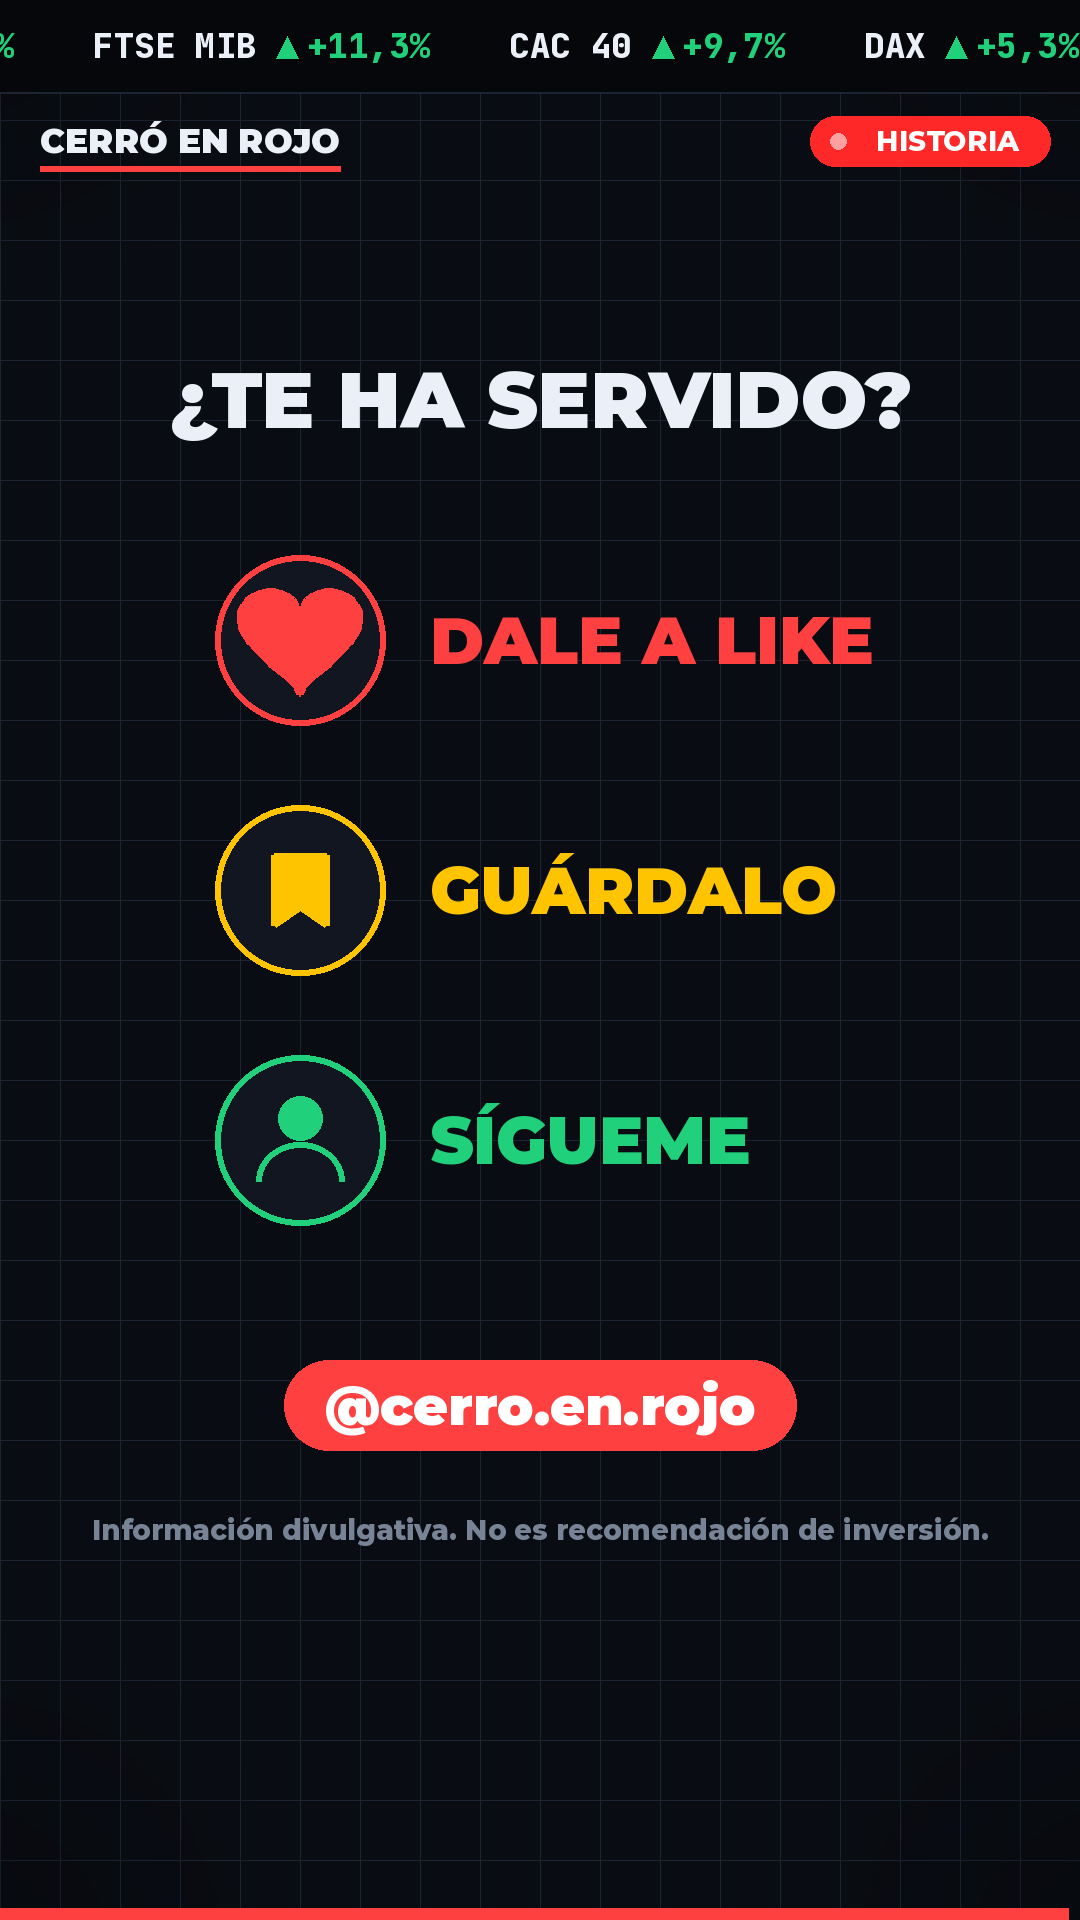 % FTSE MIB ▲+11,3% CAC 40 ▲+9,7% DAX ▲+5,3%
CERRÓ EN ROJO
HISTORIA
¿TE HA SERVIDO?
DALE A LIKE
GUÁRDALO
SÍGUEME
@cerro.en.rojo
Información divulgativa. No es recomendación de inversión.